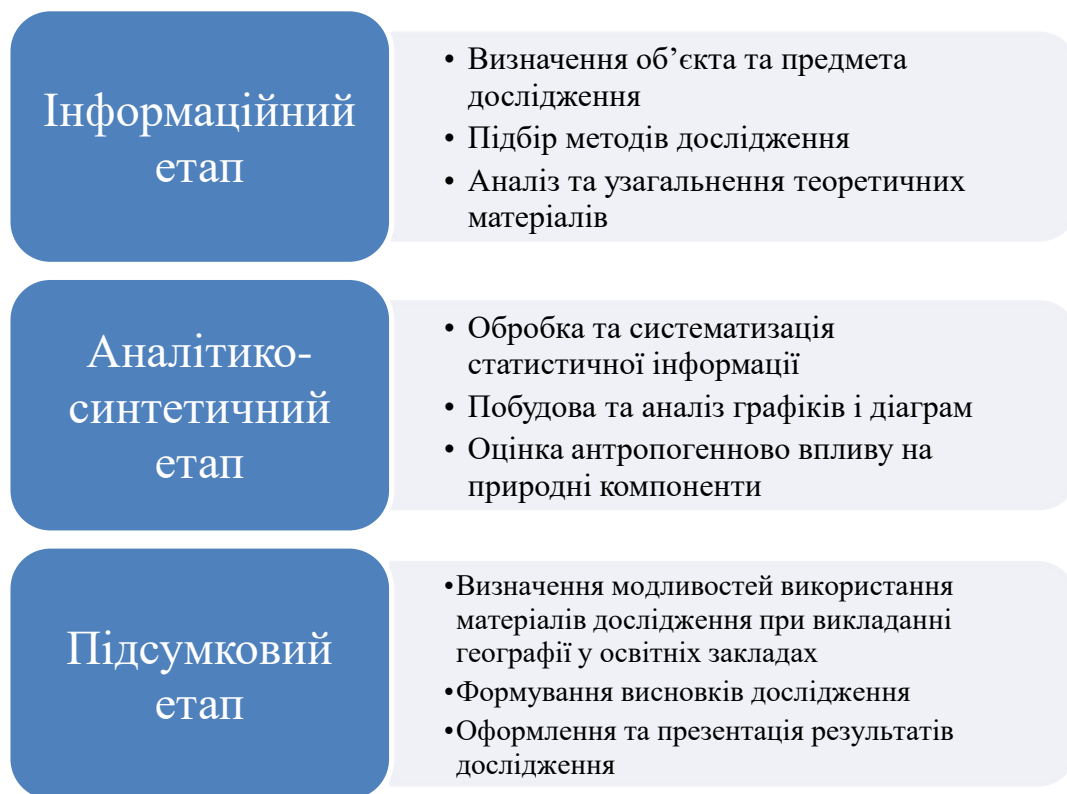 Інформаційний
етап
• Визначення об’єкта та предмета
дослідження
• Підбір методів дослідження
• Аналіз та узагальнення теоретичних
матеріалів
Аналітико-
синтетичний
етап
• Обробка та систематизація
статистичної інформації
• Побудова та аналіз графіків і діаграм
• Оцінка антропогенново впливу на
природні компоненти
Підсумковий
етап
•Визначення модливостей використання
матеріалів дослідження при викладанні
географії у освітніх закладах
•Формування висновків дослідження
•Оформлення та презентація результатів
дослідження